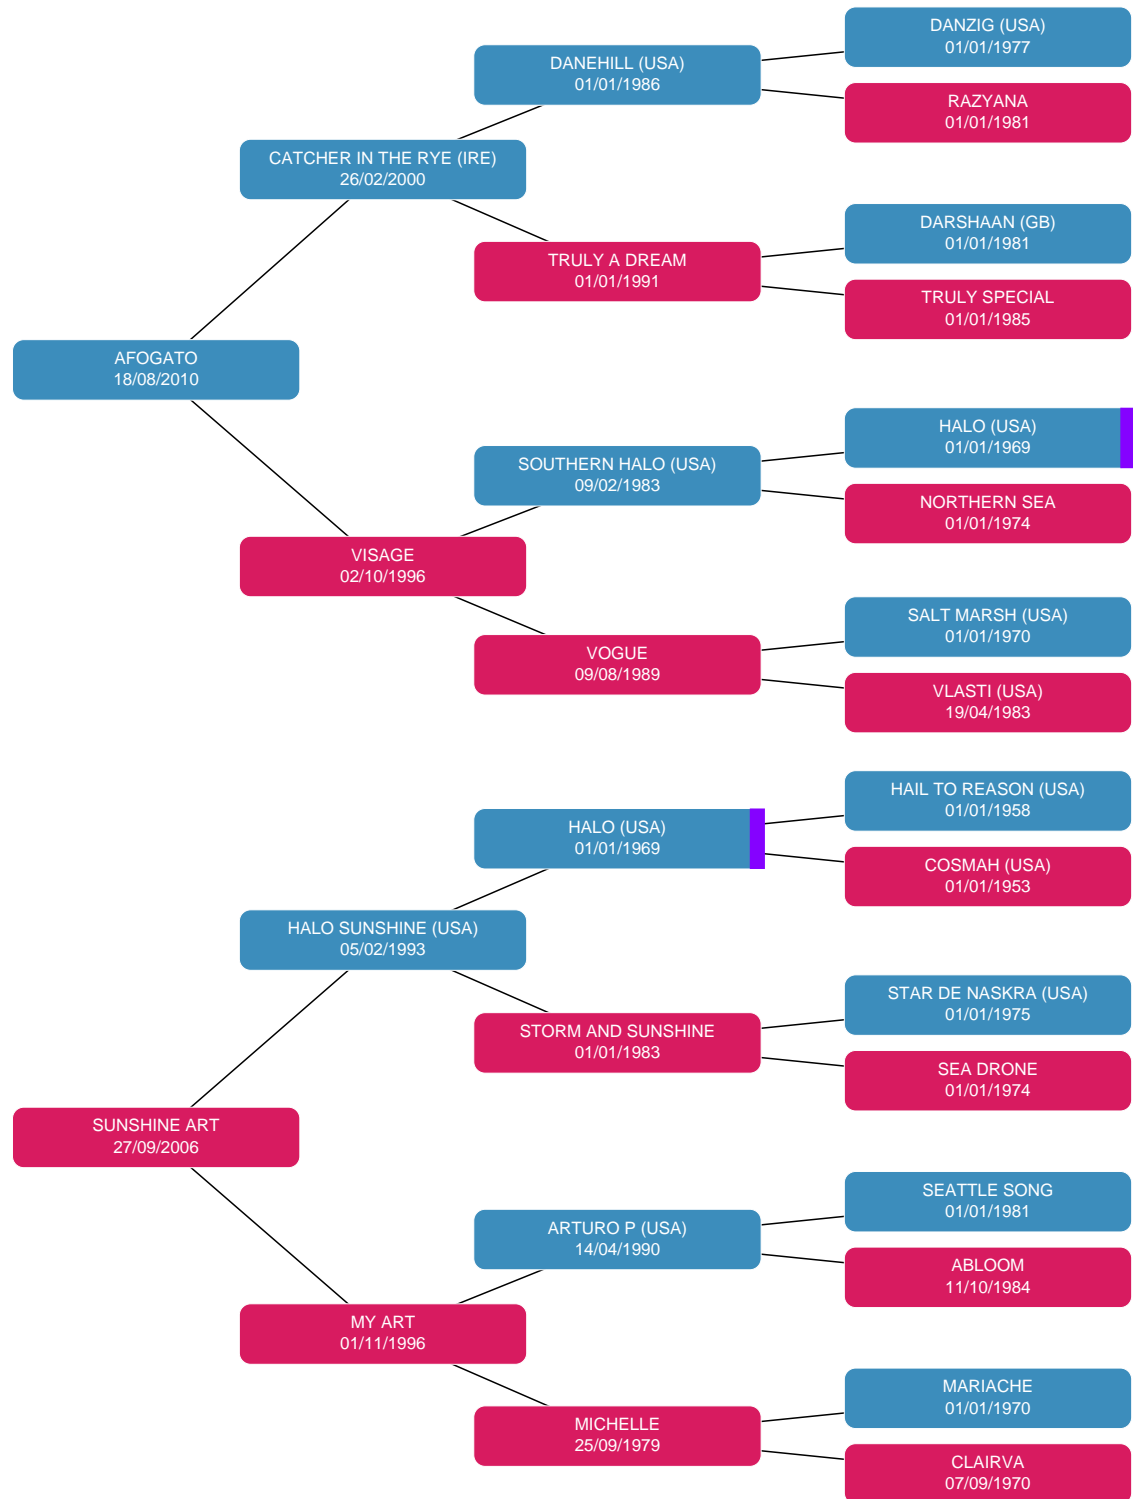 DANZIG (USA)
01/01/1977
DANEHILL (USA)
01/01/1986
RAZYANA
01/01/1981
CATCHER IN THE RYE (IRE)
26/02/2000
DARSHAAN (GB)
01/01/1981
TRULY A DREAM
01/01/1991
TRULY SPECIAL
01/01/1985
AFOGATO
18/08/2010
HALO (USA)
01/01/1969
SOUTHERN HALO (USA)
09/02/1983
NORTHERN SEA
01/01/1974
VISAGE
02/10/1996
SALT MARSH (USA)
01/01/1970
VOGUE
09/08/1989
VLASTI (USA)
19/04/1983
HAIL TO REASON (USA)
01/01/1958
HALO (USA)
01/01/1969
COSMAH (USA)
01/01/1953
HALO SUNSHINE (USA)
05/02/1993
STAR DE NASKRA (USA)
01/01/1975
STORM AND SUNSHINE
01/01/1983
SEA DRONE
01/01/1974
SUNSHINE ART
27/09/2006
SEATTLE SONG
01/01/1981
ARTURO P (USA)
14/04/1990
ABLOOM
11/10/1984
MY ART
01/11/1996
MARIACHE
01/01/1970
MICHELLE
25/09/1979
CLAIRVA
07/09/1970